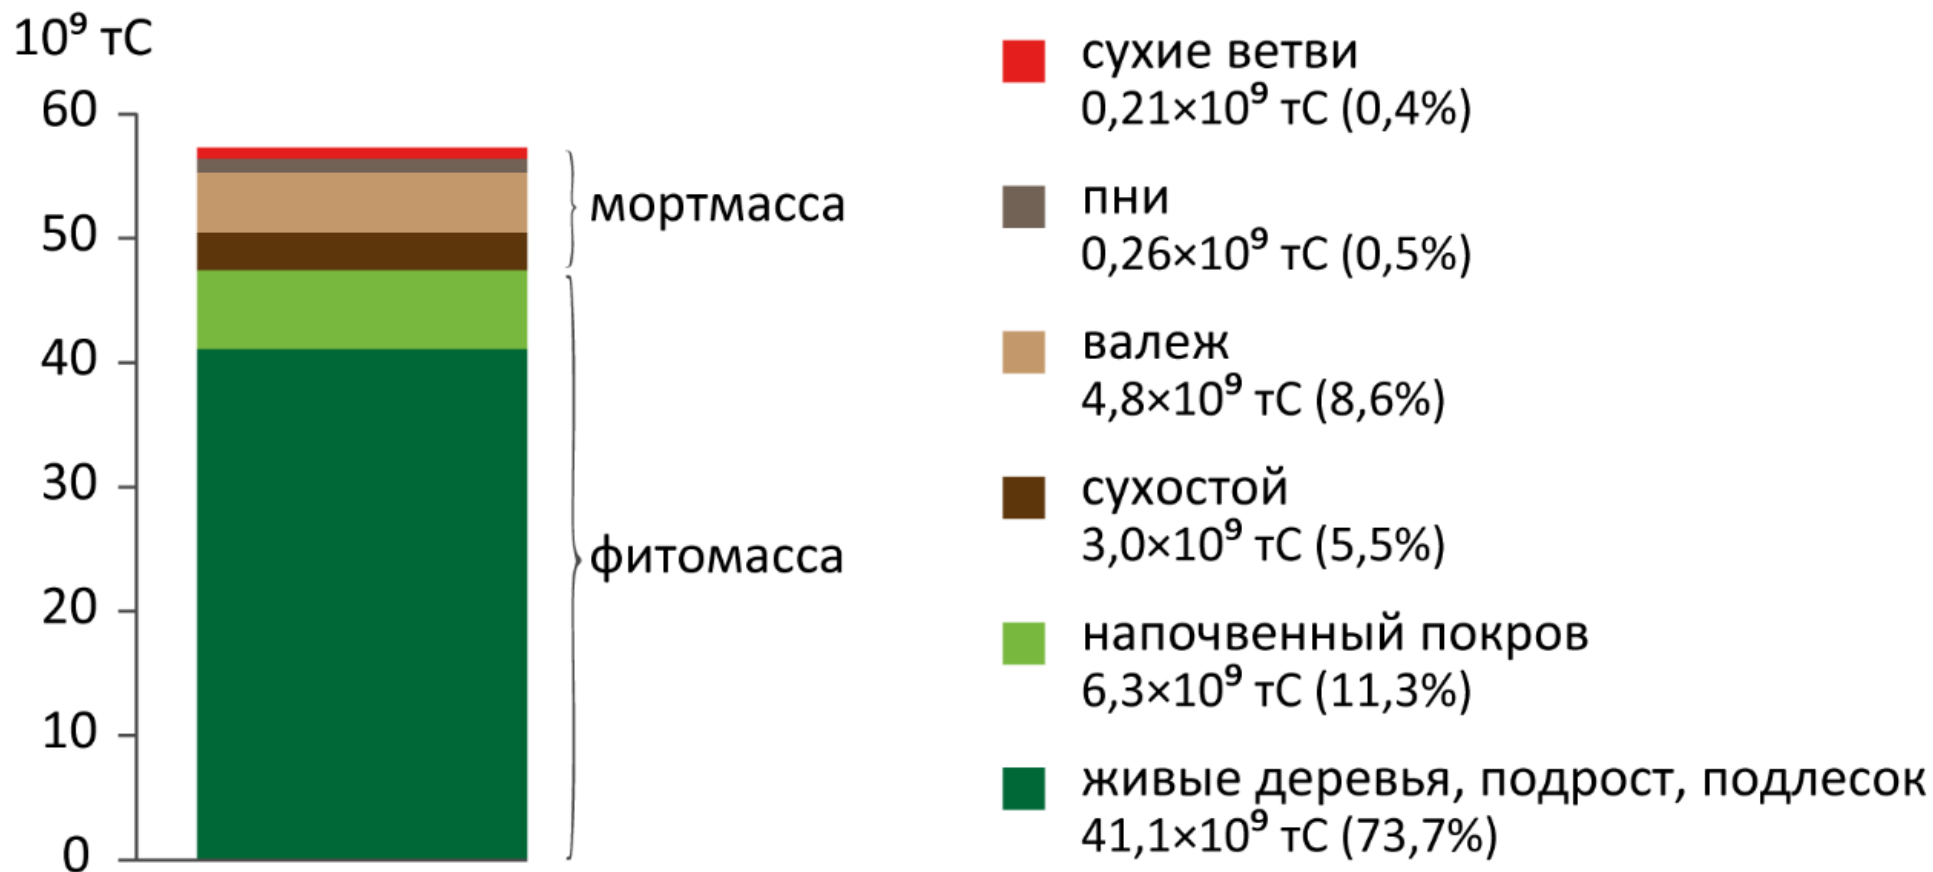 10⁹ тС
60
50
40
30
20
10
0
мортмасса
фитомасса
сухие ветви
0,21×10⁹ тС (0,4%)
пни
0,26×10⁹ тС (0,5%)
валеж
4,8×10⁹ тС (8,6%)
сухостой
3,0×10⁹ тС (5,5%)
напочвенный покров
6,3×10⁹ тС (11,3%)
живые деревья, подрост, подлесок
41,1×10⁹ тС (73,7%)